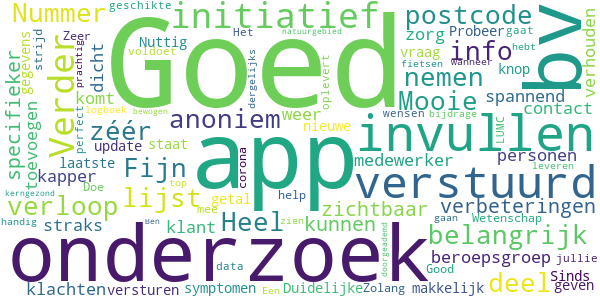 geschikte Zeer Nuttig voldoet Het natuurgebied Probeer gaat hebt
Nummer initiatief Goed postcode bv
strijd gegevens dicht prachtig dergelijks oplevert zorg vraag fietsen wanneer
Verder info knop verhouden
nemen weer Mooie spannend
specifieker toevoegen komt logboek bewogen anoniem nieuwe wensen bijdrage contact
perfect zéér update staat app invullen LUMC
laatste Fijn corona medewerker personen leveren
kapper Doe top help verstuurd
kerngezond lijst getal zichtbaar verbeteringen
verloop klant mee Heel kunnen
handig straks Ben zien gaan Wetenschap belangrijk
onderzoek data Een doorgeademd Good jullie beroepsgroep
klachten versturen symptomen Duidelijke Zolang makkelijk deel Sinds geven